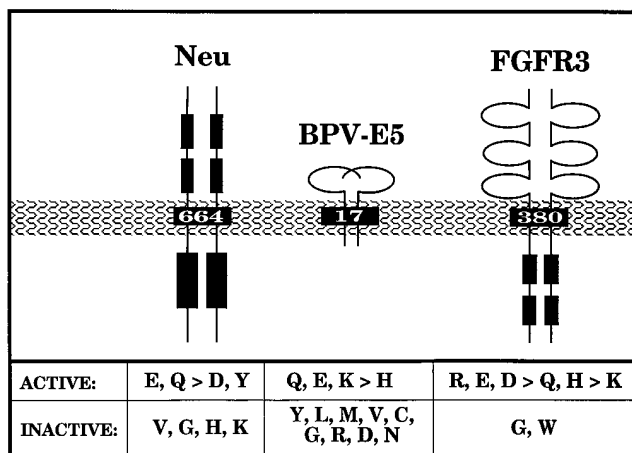 Neu
FGFR3
BPV-E5
664
17
380
ACTIVE: E, Q > D, Y Q, E, K > H R, E, D > Q, H > K
INACTIVE: V, G, H, K Y, L, M, V, C, G, R, D, N G, W